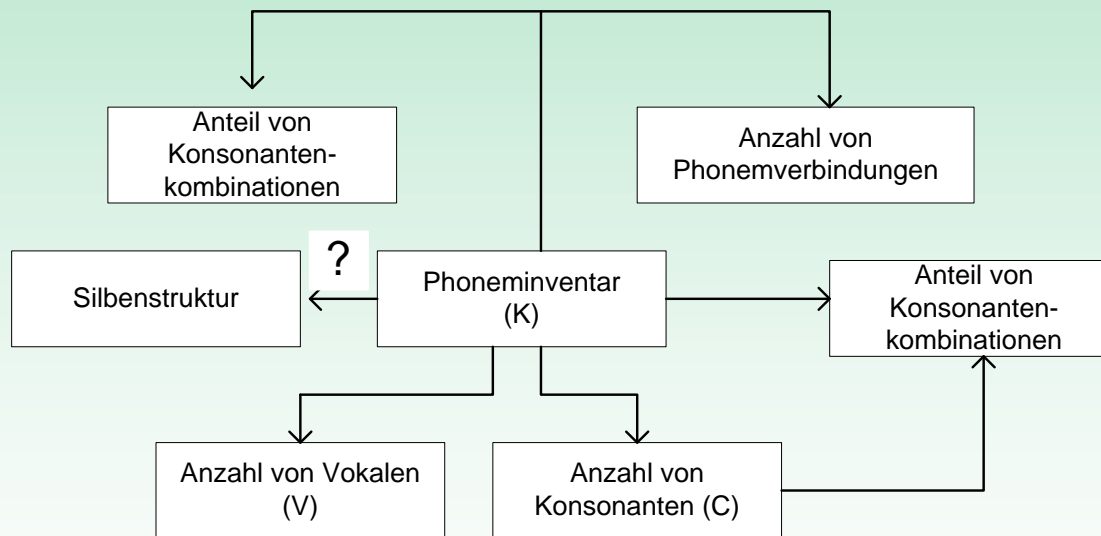 Anteil von
Konsonanten-
kombinationen
Anzahl von
Phonemverbindungen
Silbenstruktur
?
Phoneminventar
(K)
Anteil von
Konsonanten-
kombinationen
Anzahl von Vokalen
(V)
Anzahl von
Konsonanten (C)